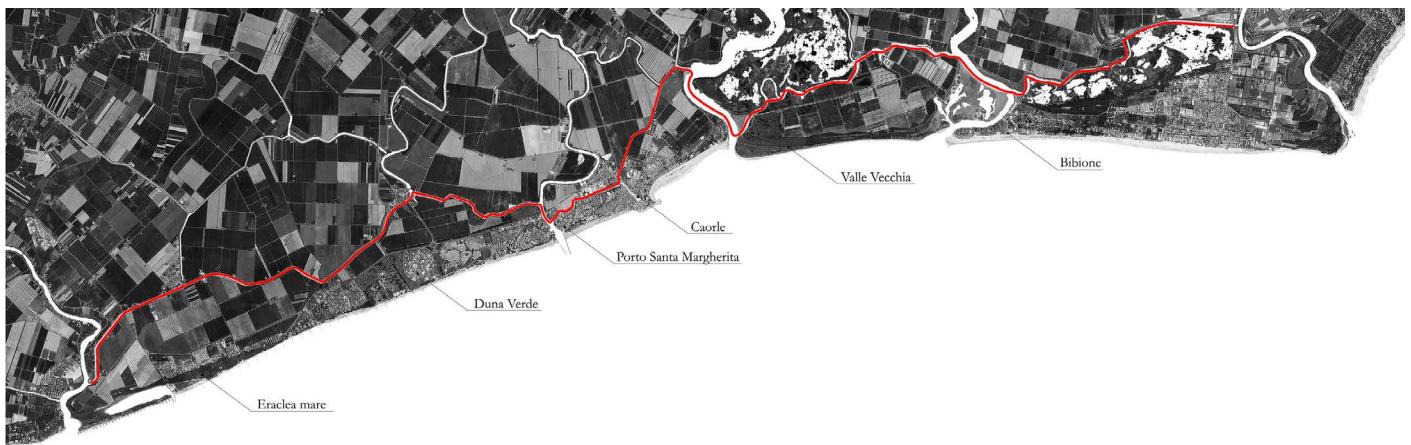 Eraclea mare
Duna Verde
Porto Santa Margherita
Caorle
Valle Vecchia
Bibione